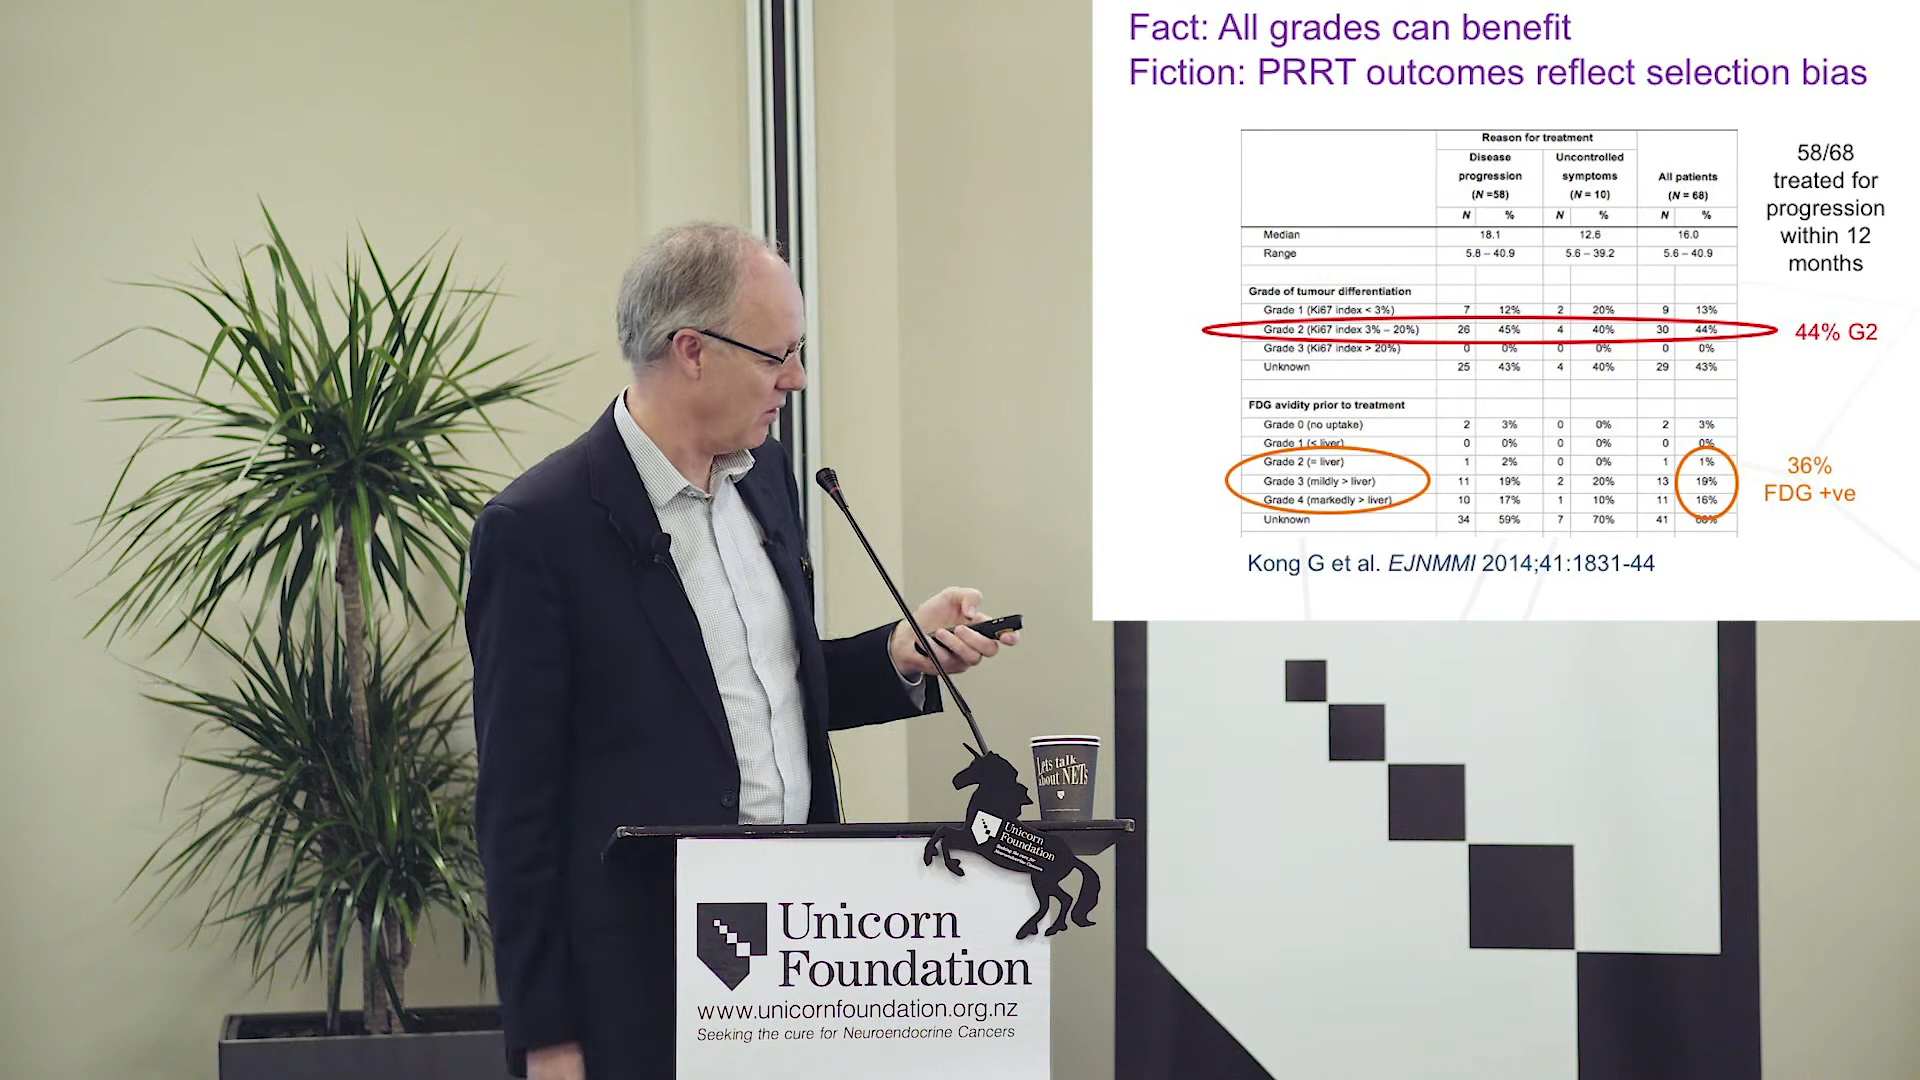 Fact: All grades can benefit
Fiction: PRRT outcomes reflect selection bias
Reason for treatment
Disease progression (N =58)
Uncontrolled symptoms (N = 10)
All patients (N = 68)
N % N % N %
Median 18.1 12.6 16.0
Range 5.8 – 40.9 5.6 – 39.2 5.6 – 40.9
Grade of tumour differentiation
Grade 1 (Ki67 index < 3%) 7 12% 2 20% 9 13%
Grade 2 (Ki67 index 3% – 20%) 26 45% 4 40% 30 44%
Grade 3 (Ki67 index > 20%) 0 0% 0 0% 0 0%
Unknown 25 43% 4 40% 29 43%
FDG avidity prior to treatment
Grade 0 (no uptake) 2 3% 0 0% 2 3%
Grade 1 (< liver) 0 0% 0 0% 0 0%
Grade 2 (= liver) 1 2% 0 0% 1 1%
Grade 3 (mildly > liver) 11 19% 2 20% 13 19%
Grade 4 (markedly > liver) 10 17% 1 10% 11 16%
Unknown 34 59% 7 70% 41
58/68
treated for
progression
within 12
months
44% G2
36%
FDG +ve
Kong G et al. EJNMMI 2014;41:1831-44
Lets talk
about NETs
Unicorn
Foundation
Seeking the cure for
Neuroendocrine Cancers
Unicorn
Foundation
www.unicornfoundation.org.nz
Seeking the cure for Neuroendocrine Cancers